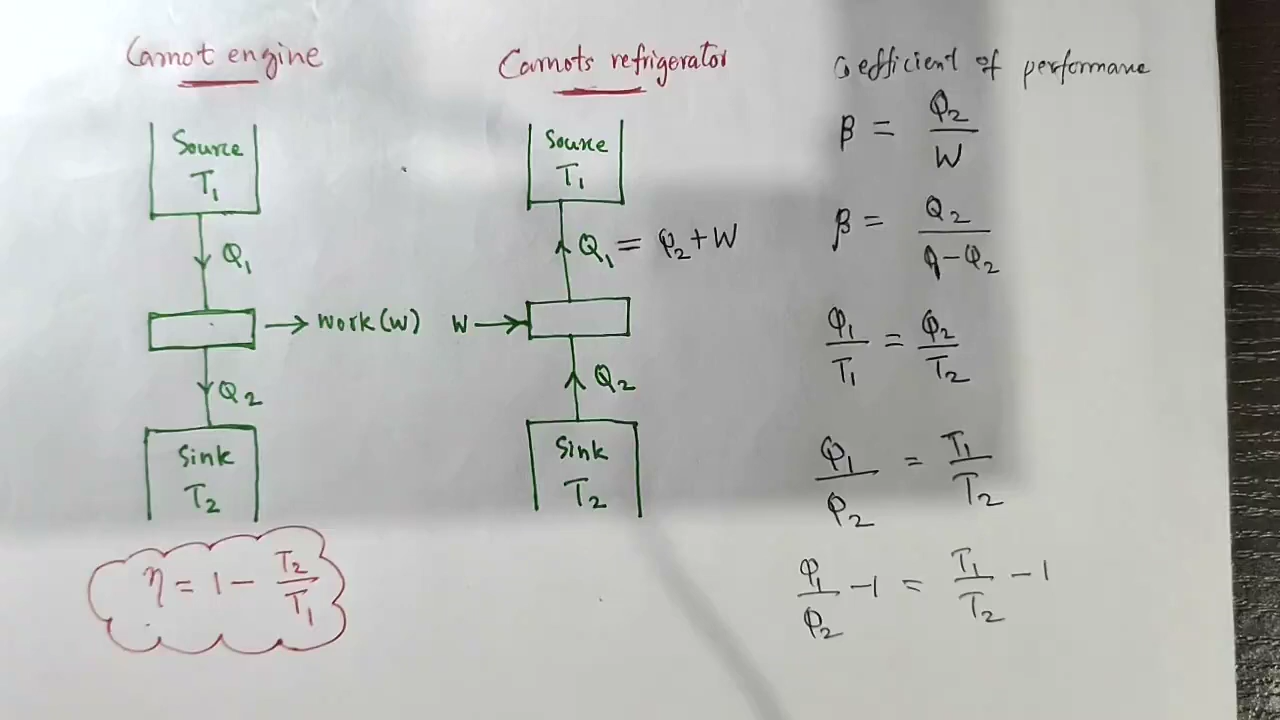 Carnot engine
Source
T₁
Q₁
→ Work(W)
Q₂
Sink
T₂
η = 1 - T₂/T₁
Carnots refrigerator
Source
T₁
Q₁ = Q₂ + W
W →
Q₂
Sink
T₂
Coefficient of performane
β = Q₂/W
β = Q₂/Q-Q₂
Q₁/T₁ = Q₂/T₂
Q₁/Q₂ = T₁/T₂
Q₁/Q₂ - 1 = T₁/T₂ - 1